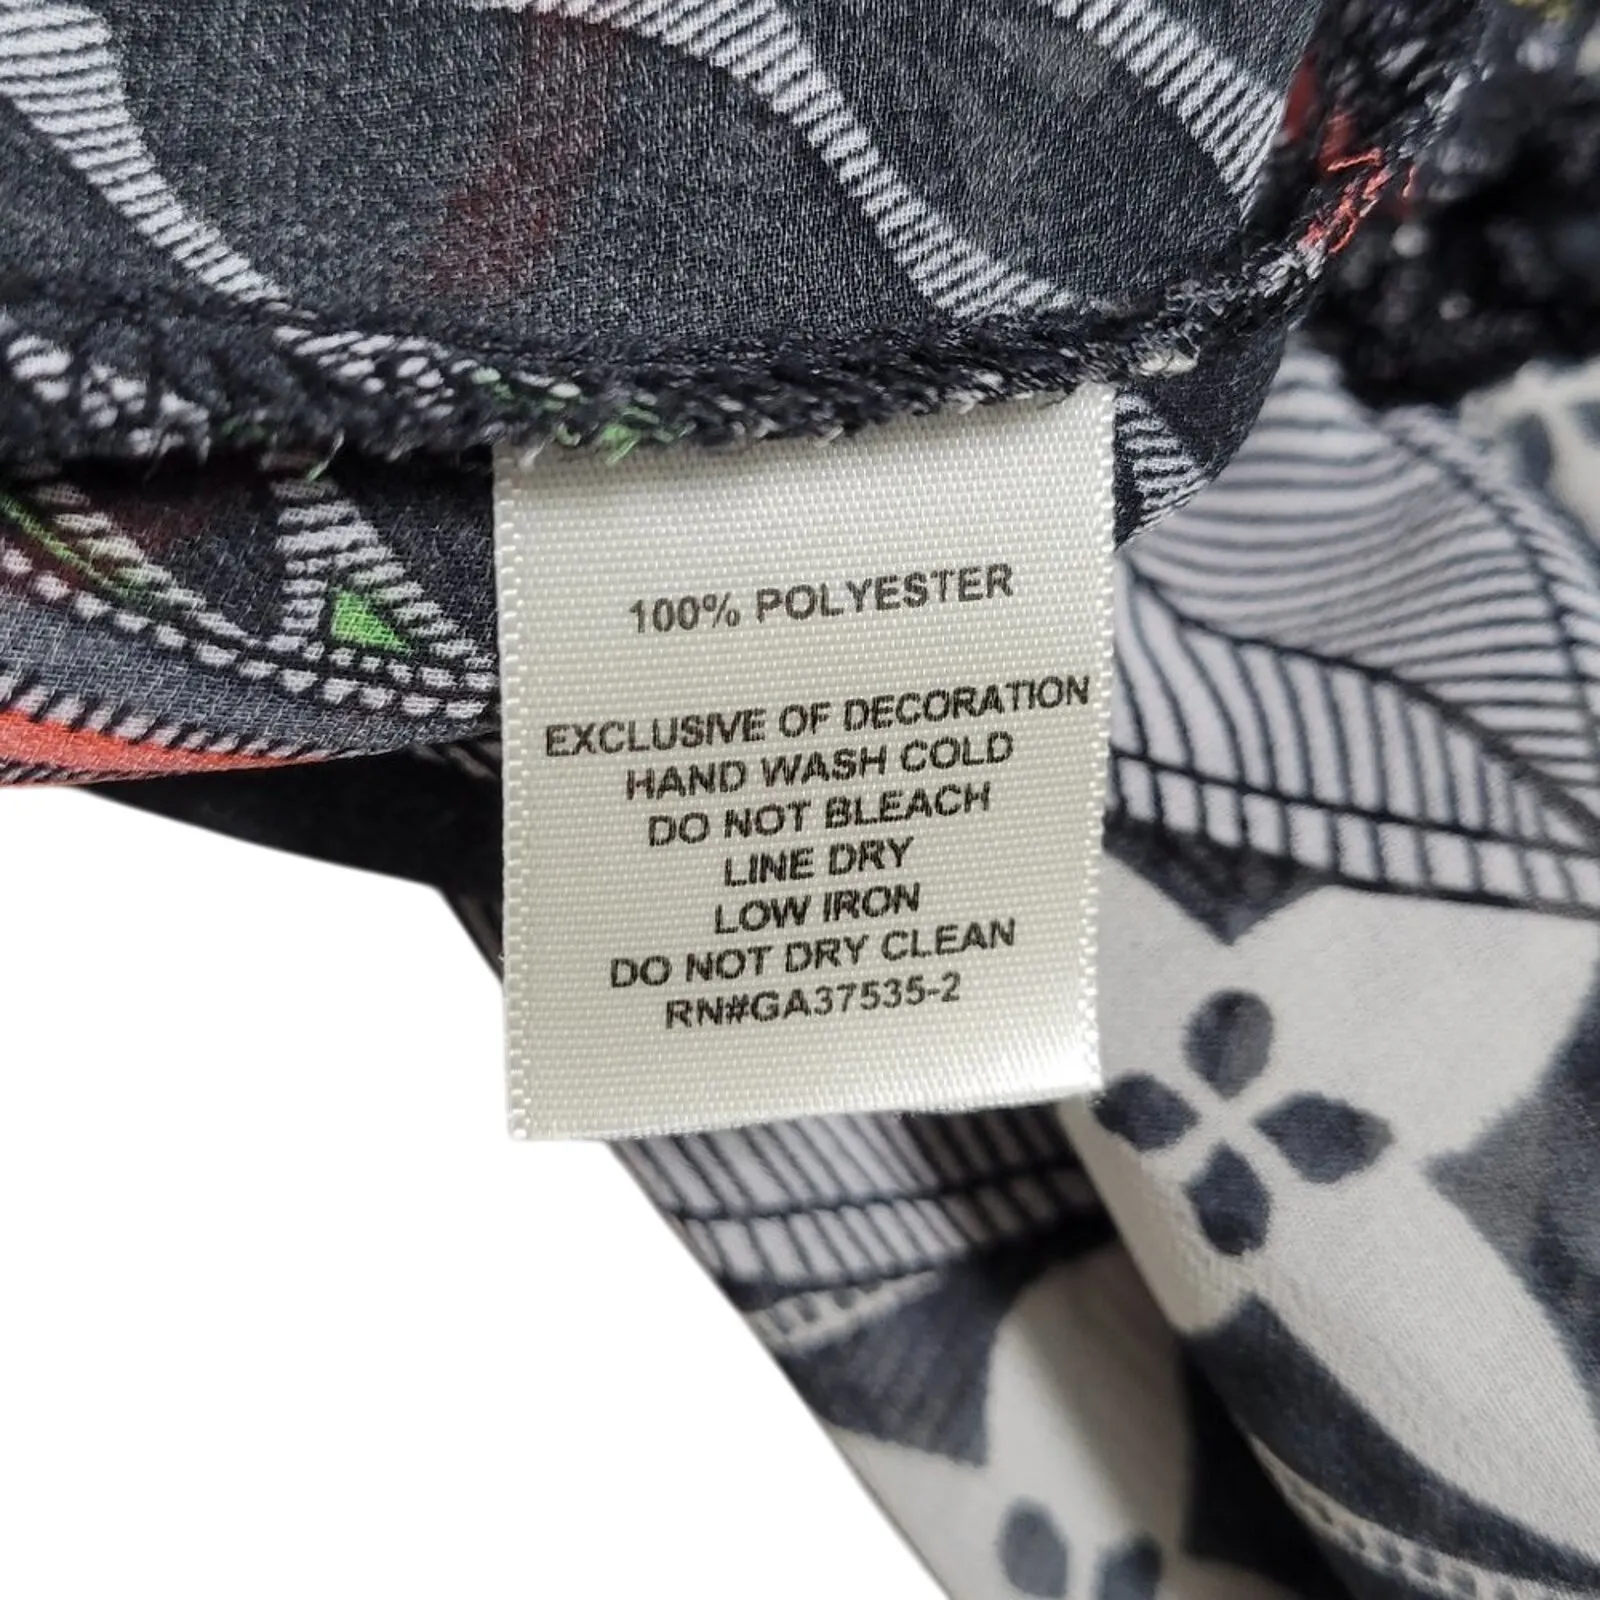 100% POLYESTER
EXCLUSIVE OF DECORATION
HAND WASH COLD
DO NOT BLEACH
LINE DRY
LOW IRON
DO NOT DRY CLEAN
RN#GA37535-2